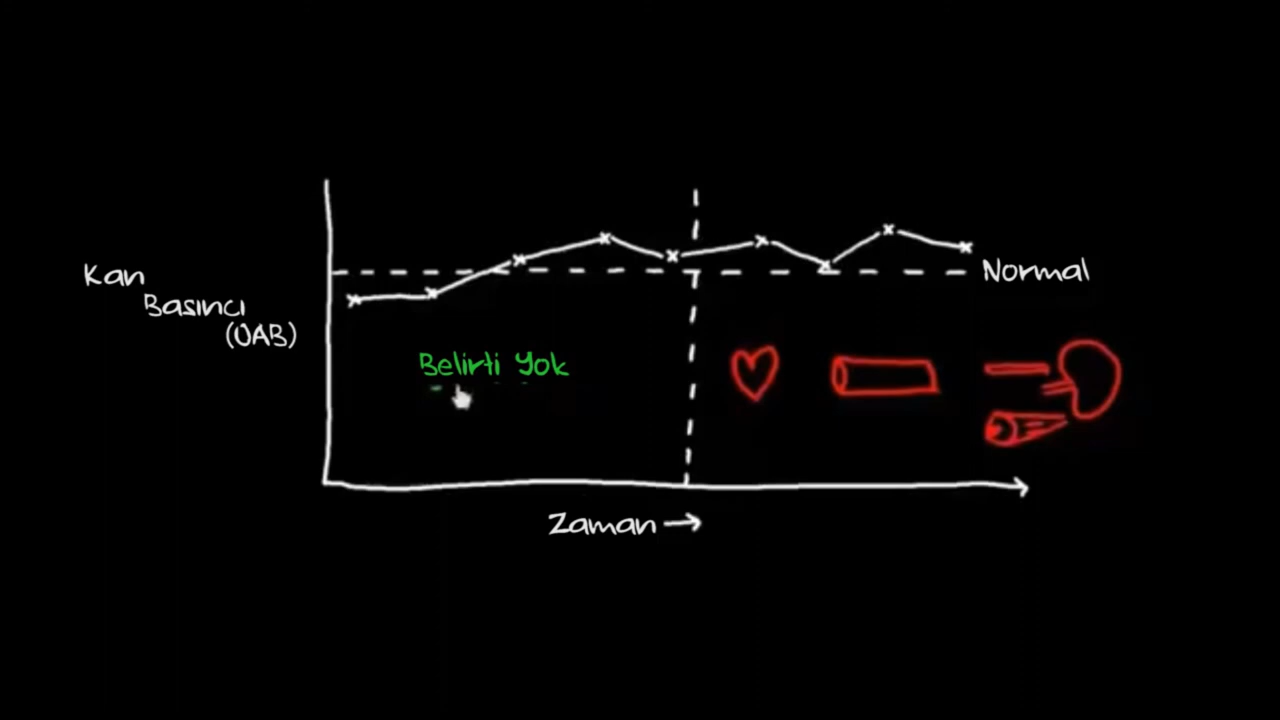 Kan
Basıncı
(OAB)
Normal
Belirti Yok
Zaman